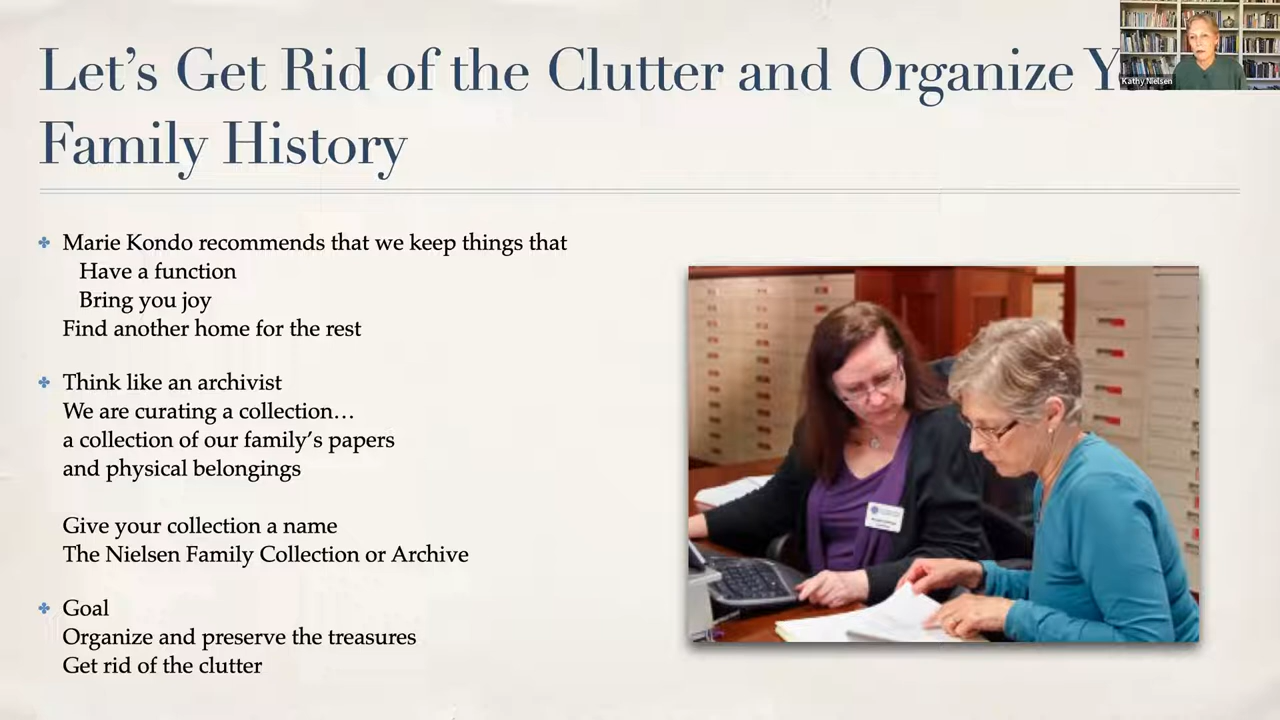 Let's Get Rid of the Clutter and Organize Y
Family History
Kathy Nielsen
Marie Kondo recommends that we keep things that
Have a function
Bring you joy
Find another home for the rest
Think like an archivist
We are curating a collection…
a collection of our family's papers
and physical belongings
Give your collection a name
The Nielsen Family Collection or Archive
Goal
Organize and preserve the treasures
Get rid of the clutter